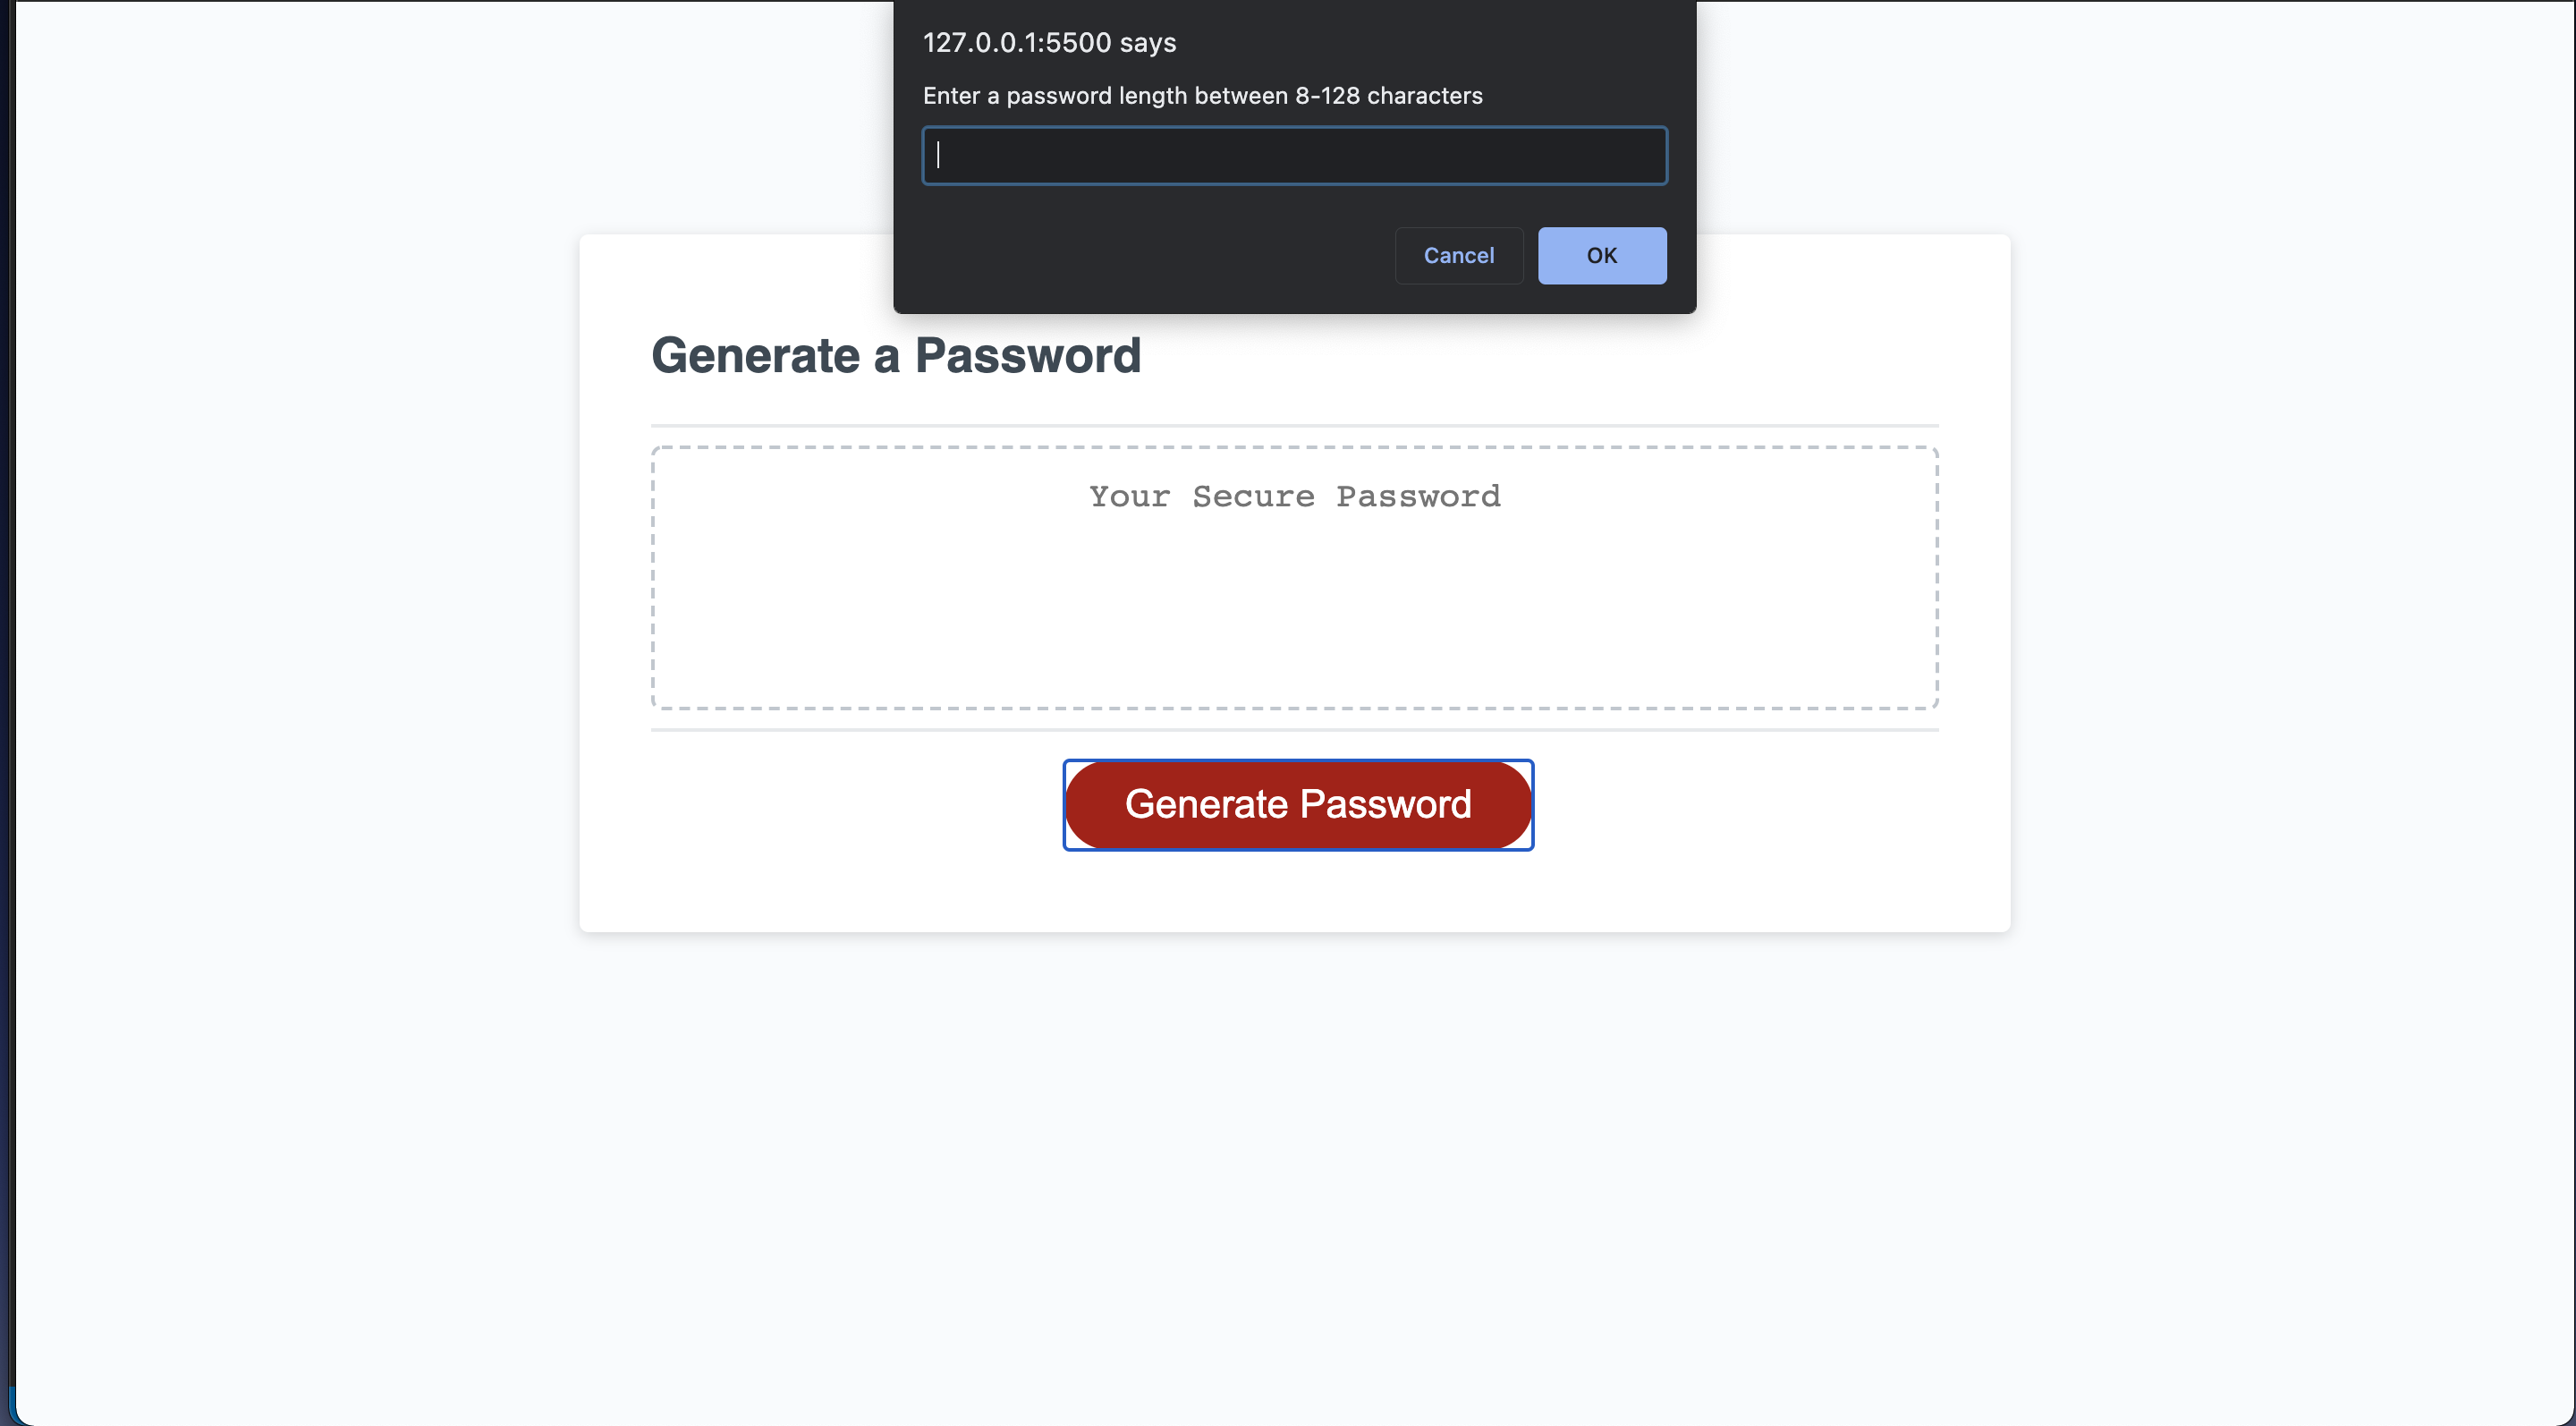 127.0.0.1:5500 says
Enter a password length between 8-128 characters
Cancel
OK
Generate a Password
Your Secure Password
Generate Password